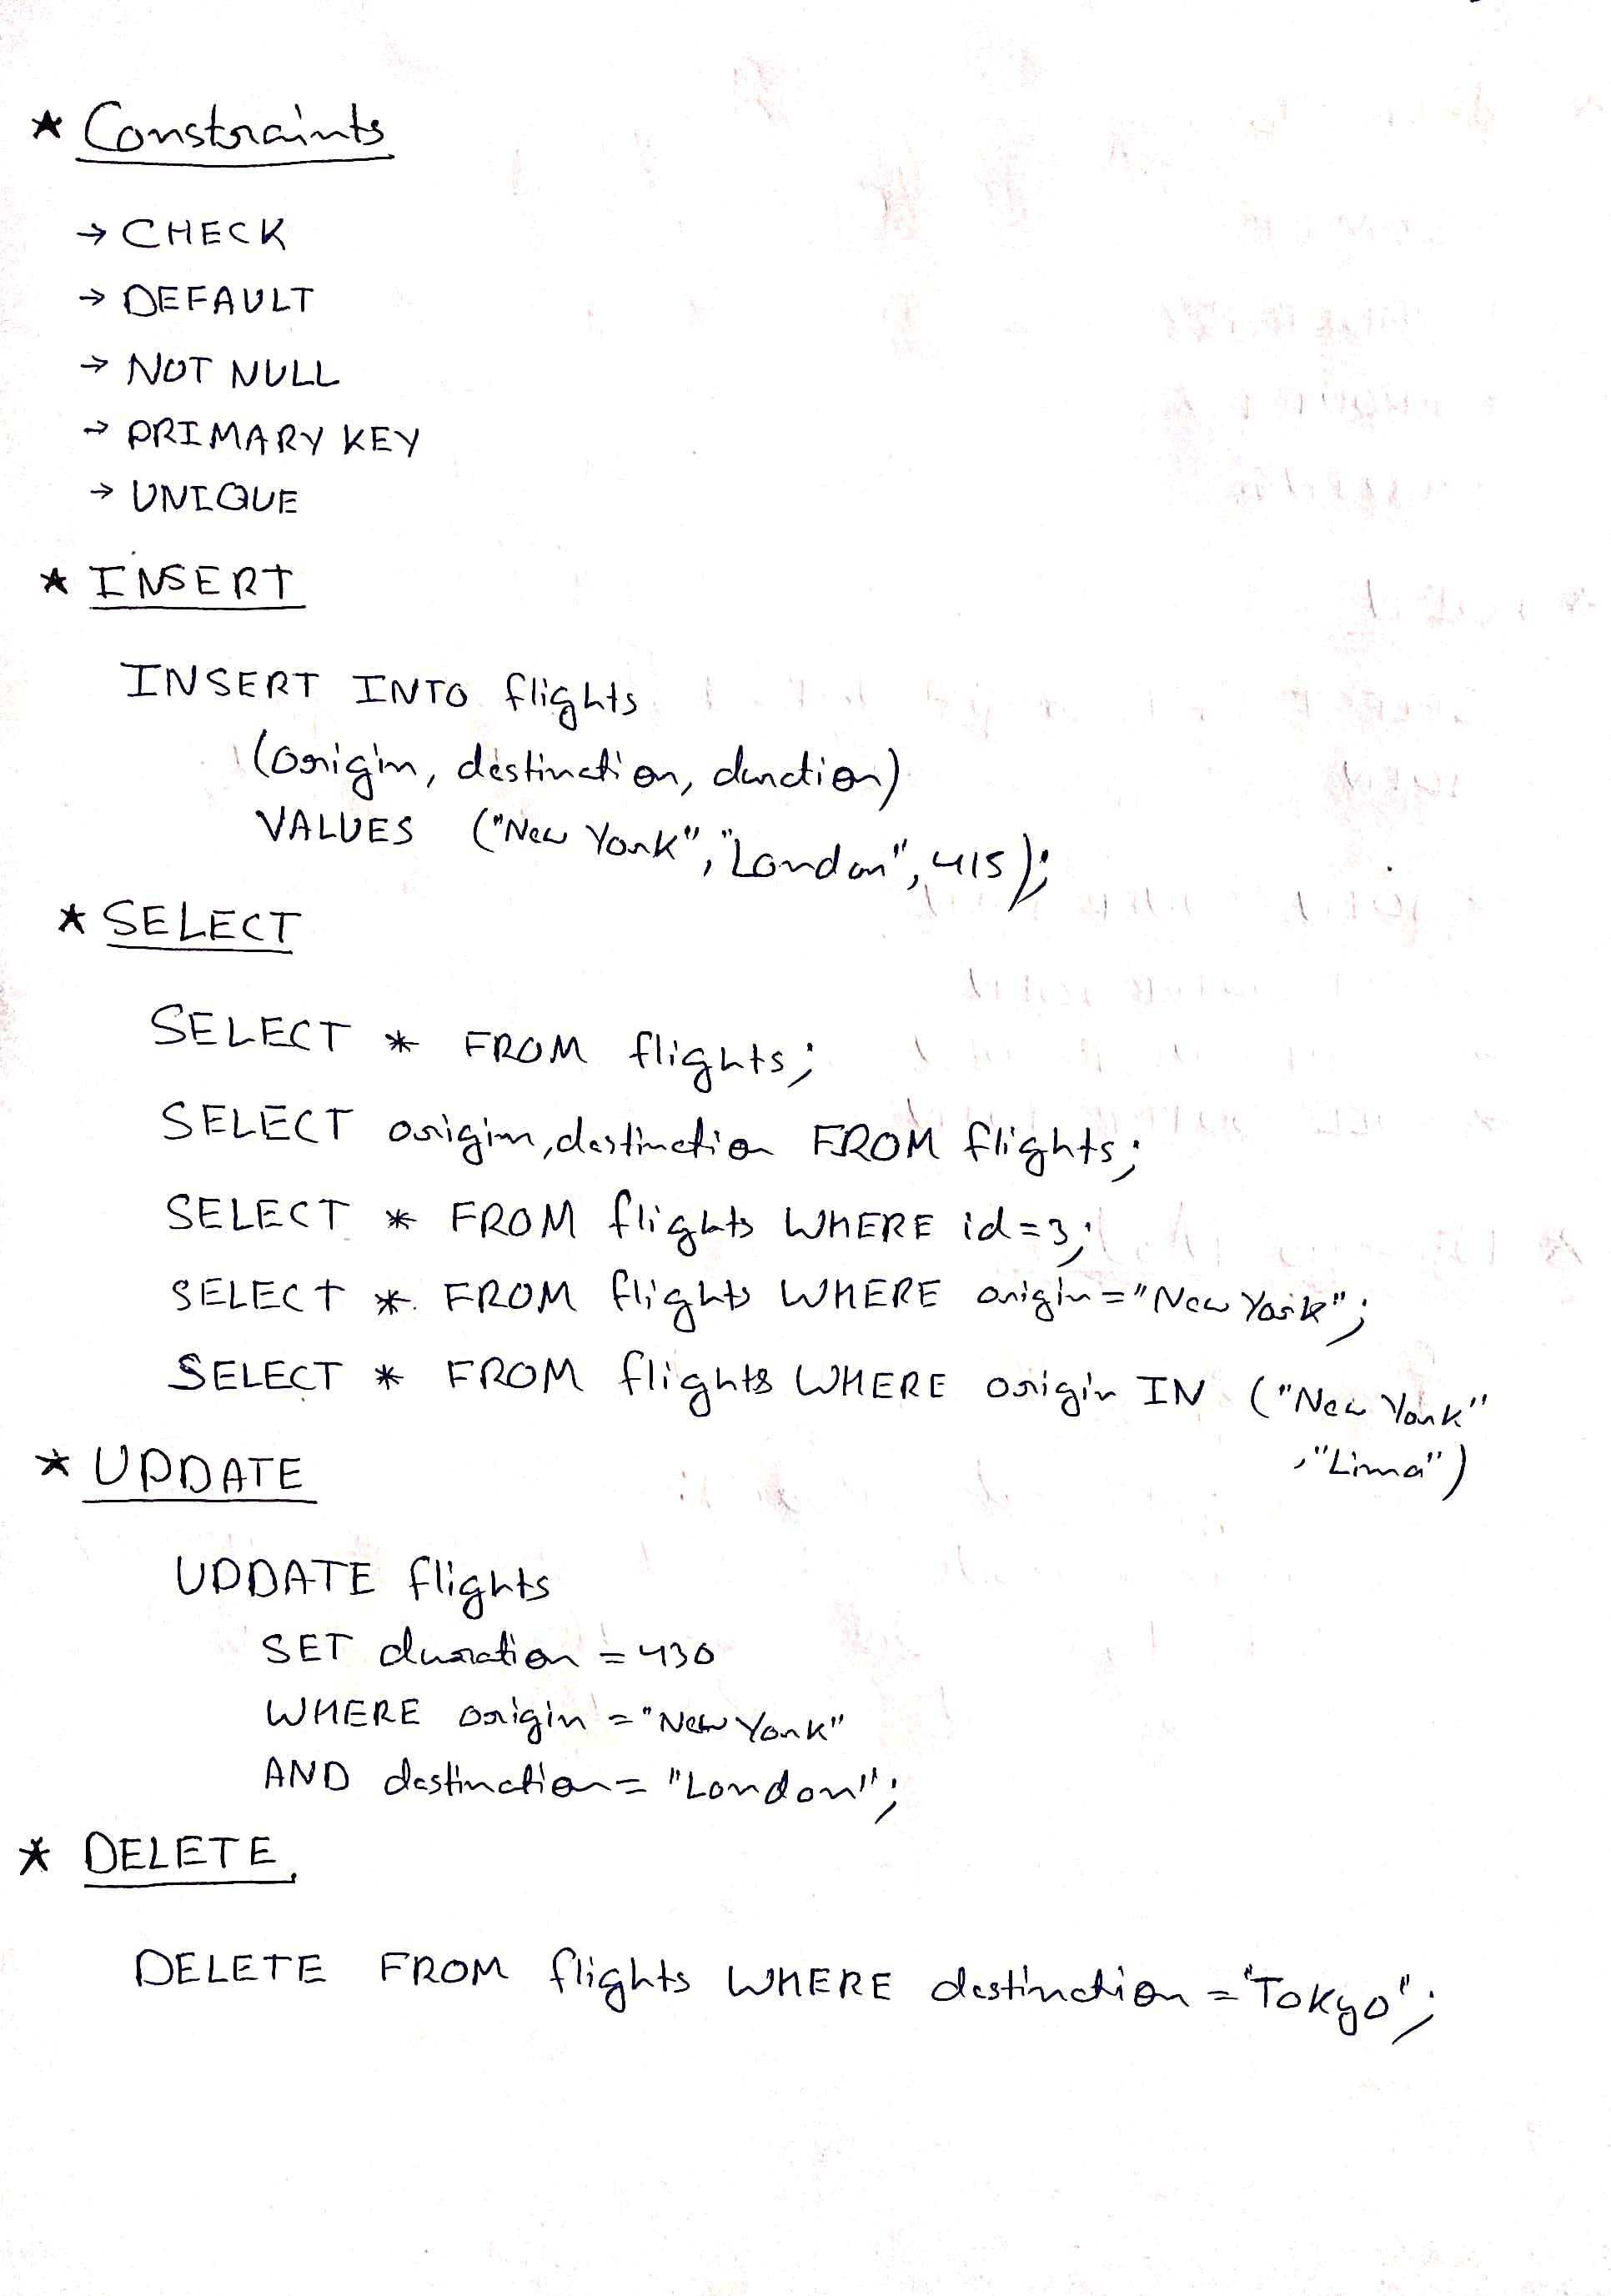 ★ Constraints
→ CHECK
→ DEFAULT
→ NOT NULL
→ PRIMARY KEY
→ UNIQUE
★ INSERT
INSERT INTO flights
(origin, destination, duration)
VALUES ("New York", "London", 415);
★ SELECT
SELECT * FROM flights;
SELECT origin, destination FROM flights;
SELECT * FROM flights WHERE id=3;
SELECT * FROM flights WHERE origin="New York";
SELECT * FROM flights WHERE origin IN ("New York"
,"Lima")
★ UPDATE
UPDATE flights
SET duration = 430
WHERE origin = "New York"
AND destination = "London";
★ DELETE
DELETE FROM flights WHERE destination = "Tokyo";